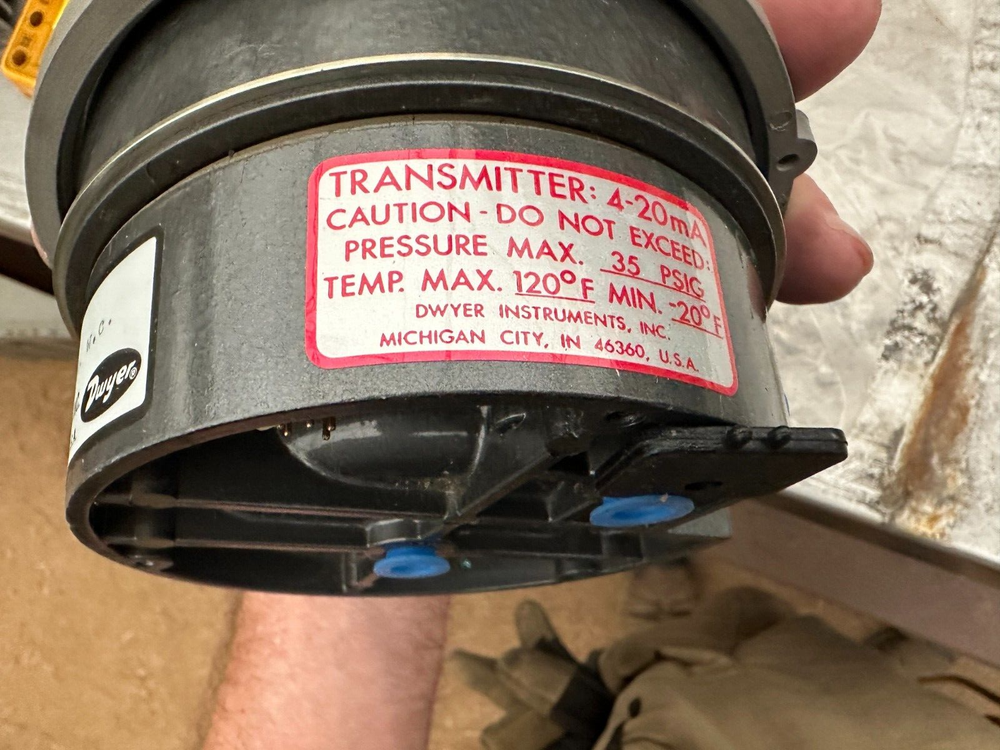 TRANSMITTER: 4-20mA
CAUTION - DO NOT EXCEED:
PRESSURE MAX. 35 PSIG
TEMP. MAX. 120°F MIN. -20°F
DWYER INSTRUMENTS, INC.
MICHIGAN CITY, IN 46360, U.S.A.
W.C.
Dwyer®